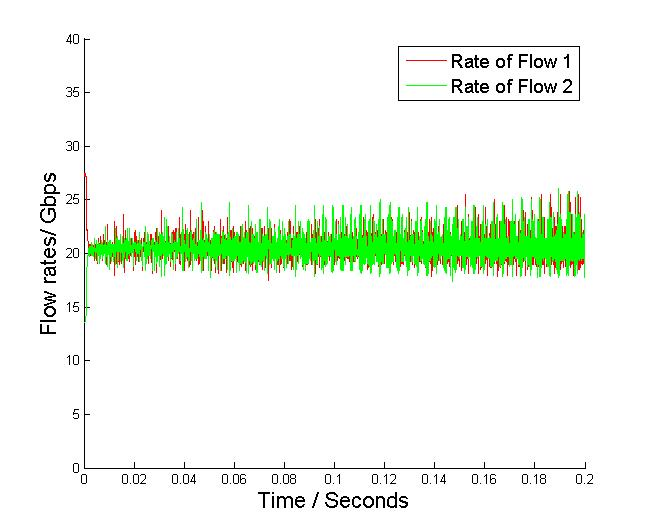 40
35
30
25
20
15
10
5
0
Flow rates/ Gbps
Rate of Flow 1
Rate of Flow 2
0 0.02 0.04 0.06 0.08 0.1 0.12 0.14 0.16 0.18 0.2
Time / Seconds